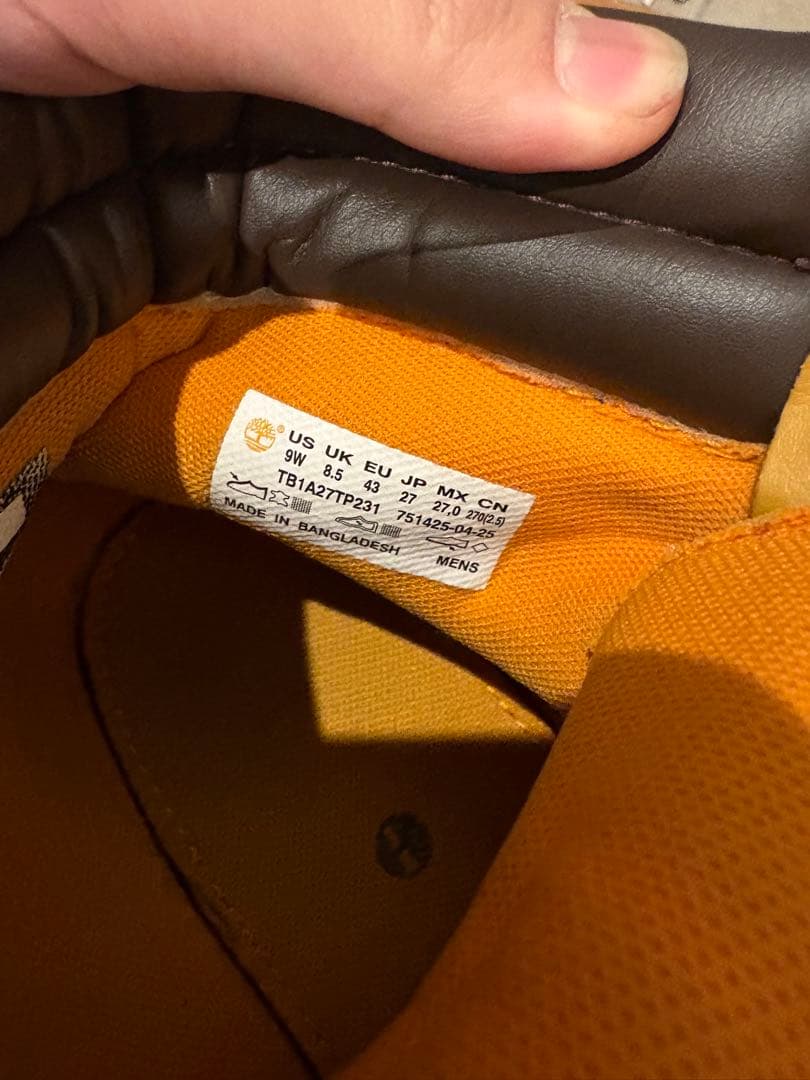 ®
US UK EU JP MX CN
9W 8.5 43 27 27,0 270(2.5)
TB1A27TP231 751425-04-25
MADE IN BANGLADESH MENS